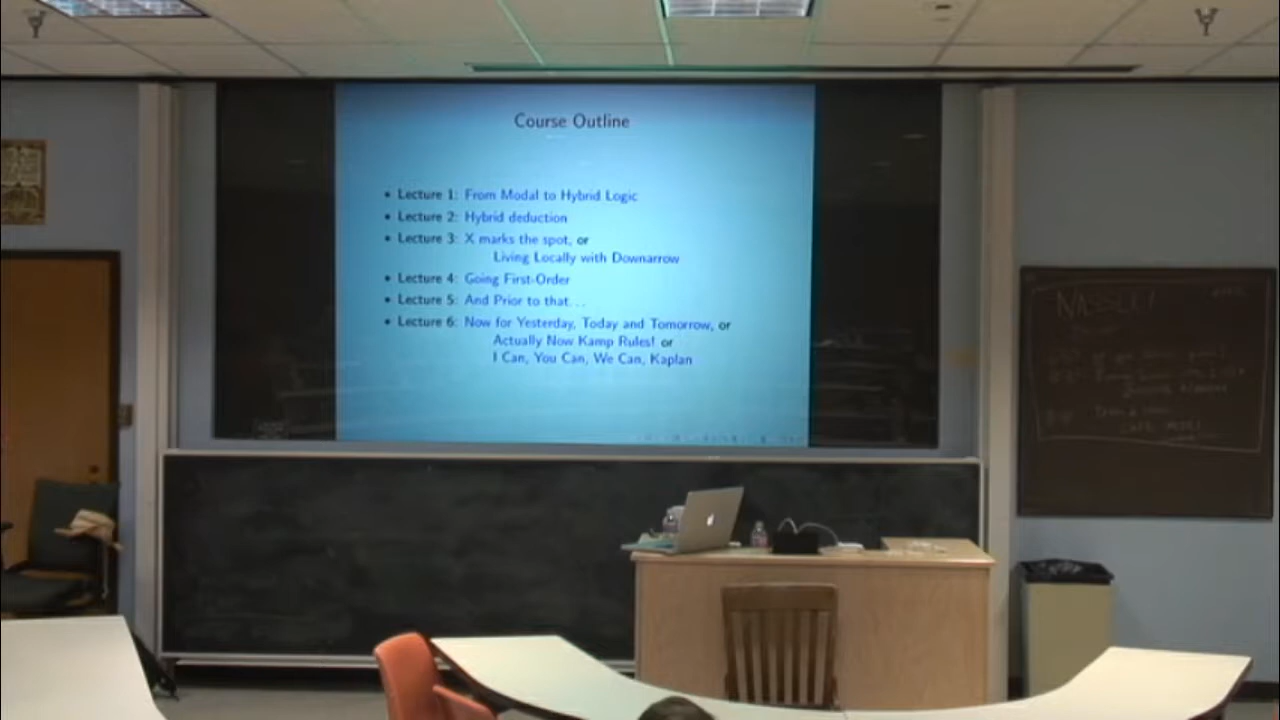 Course Outline
• Lecture 1: From Modal to Hybrid Logic
• Lecture 2: Hybrid deduction
• Lecture 3: X marks the spot, or
Living Locally with Downarrow
• Lecture 4: Going First-Order
• Lecture 5: And Prior to that...
• Lecture 6: Now for Yesterday, Today and Tomorrow, or
Actually Now Kamp Rules! or
I Can, You Can, We Can, Kaplan
NASSLLI